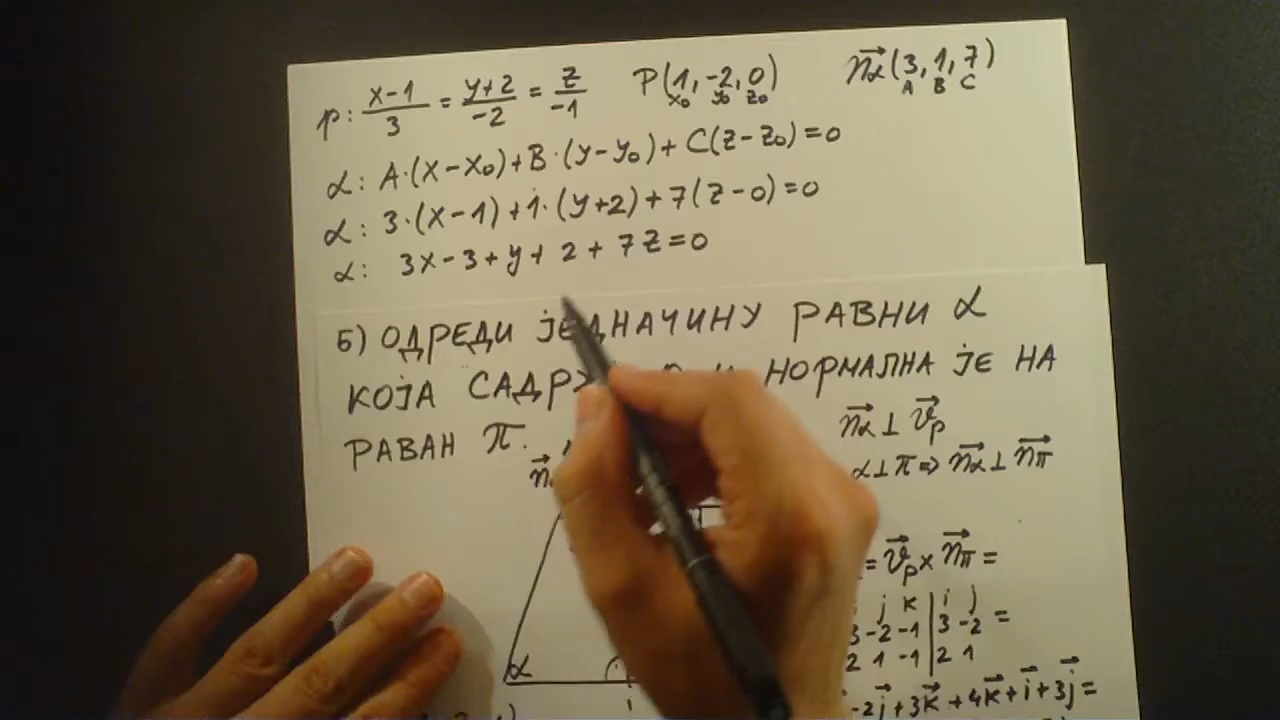 p: x-1/3 = y+2/-2 = z/-1 P(1,-2,0) n⃗α(3,1,7)
x₀ y₀ z₀ A B C
α: A·(x-x₀)+B·(y-y₀)+C(z-z₀)=0
α: 3·(x-1)+1·(y+2)+7(z-0)=0
α: 3x-3+y+2+7z=0
Б) ОДРЕДИ ЈЕДНАЧИНУ РАВНИ α
КОЈА НОРМАЛНА ЈЕ НА
РАВАН π.
n⃗α ⊥ v⃗p
α⊥π => n⃗α ⊥ n⃗π
= v⃗p × n⃗π =
j k | i j
3 -2 -1 | 3 -2 =
2 1 -1 | 2 1
-2j⃗+3k⃗+4k⃗+i⃗+3j⃗=
α